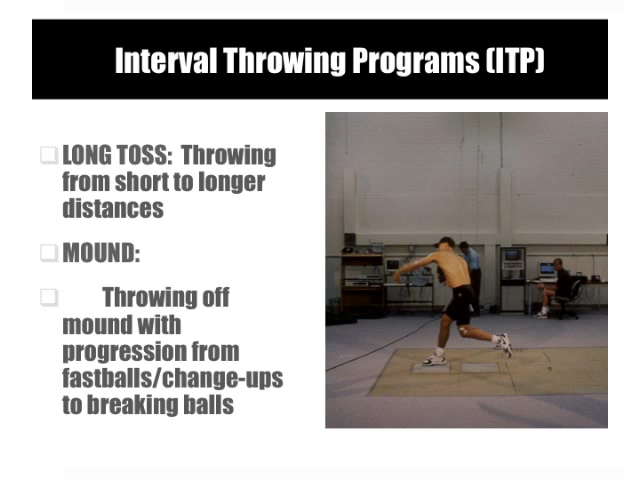 Interval Throwing Programs (ITP)
LONG TOSS: Throwing
from short to longer
distances
MOUND:
Throwing off
mound with
progression from
fastballs/change-ups
to breaking balls